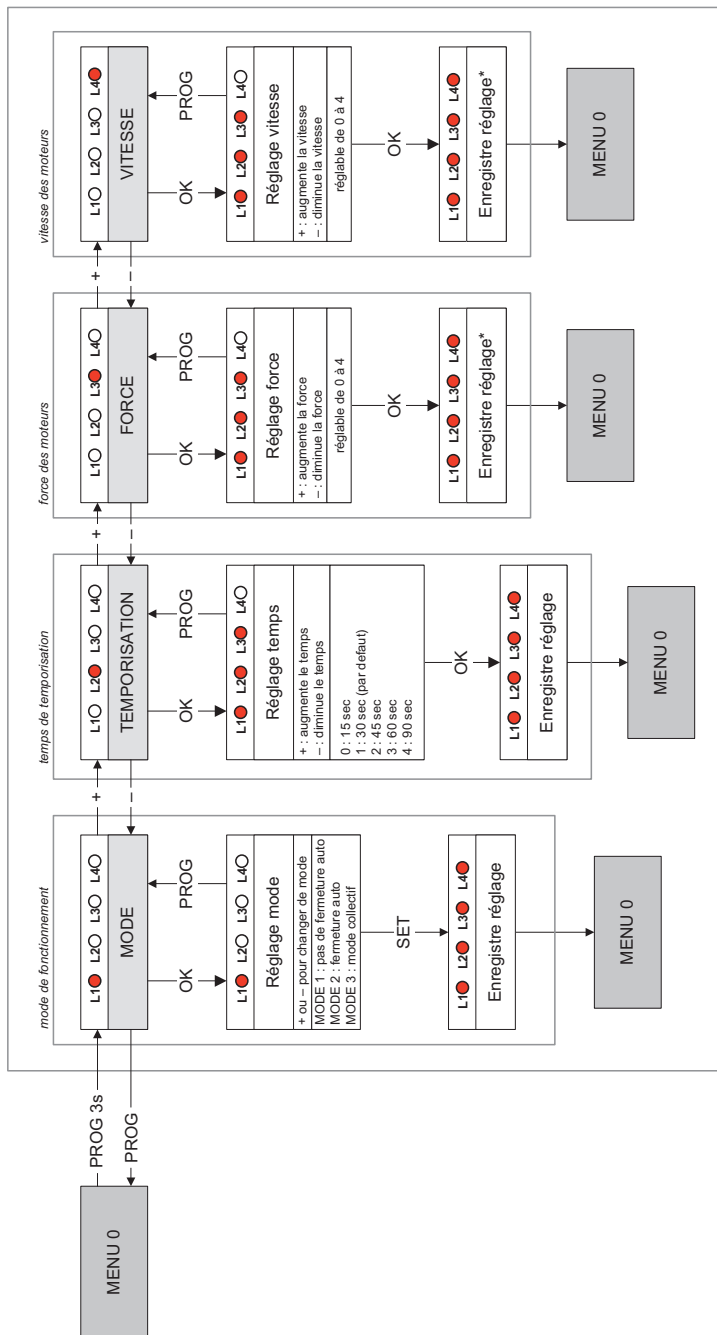 MENU 0
PROG 3s
PROG
mode de fonctionnement
L1 L2 L3 L4
MODE
OK
PROG
L1 L2 L3 L4
Réglage mode
+ ou – pour changer de mode
MODE 1 : pas de fermeture auto
MODE 2 : fermeture auto
MODE 3 : mode collectif
SET
L1 L2 L3 L4
Enregistre réglage
MENU 0
+
–
temps de temporisation
L1 L2 L3 L4
TEMPORISATION
OK
PROG
L1 L2 L3 L4
Réglage temps
+ : augmente le temps
– : diminue le temps
0 : 15 sec
1 : 30 sec (par defaut)
2 : 45 sec
3 : 60 sec
4 : 90 sec
OK
L1 L2 L3 L4
Enregistre réglage
MENU 0
+
–
force des moteurs
L1 L2 L3 L4
FORCE
OK
PROG
L1 L2 L3 L4
Réglage force
+ : augmente la force
– : diminue la force
réglable de 0 à 4
OK
L1 L2 L3 L4
Enregistre réglage*
MENU 0
+
–
vitesse des moteurs
L1 L2 L3 L4
VITESSE
OK
PROG
L1 L2 L3 L4
Réglage vitesse
+ : augmente la vitesse
– : diminue la vitesse
réglable de 0 à 4
OK
L1 L2 L3 L4
Enregistre réglage*
MENU 0